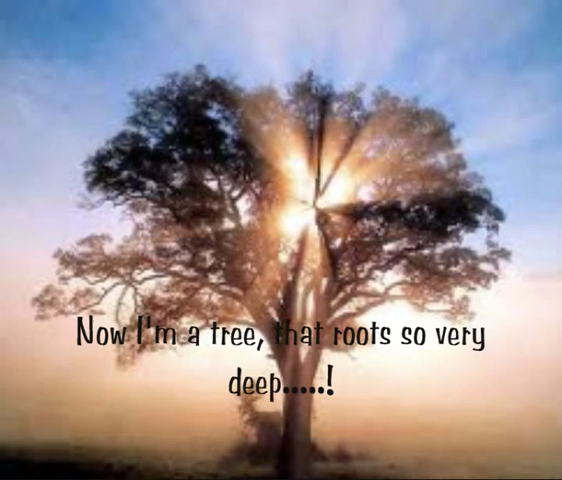 Now I'm a tree, that roots so very
deep.....!